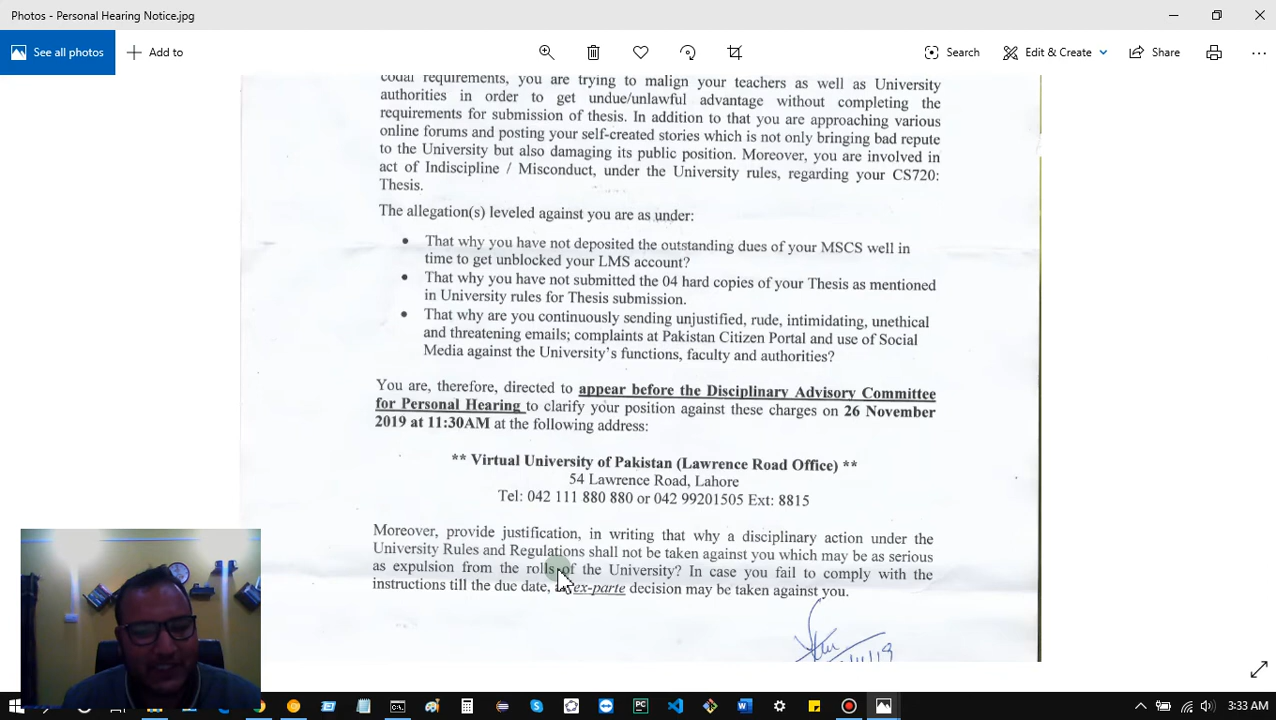 Photos - Personal Hearing Notice.jpg
See all photos
Add to
Search
Edit & Create
Share
codal requirements, you are trying to malign your teachers as well as University
authorities in order to get undue/unlawful advantage without completing the
requirements for submission of thesis. In addition to that you are approaching various
online forums and posting your self-created stories which is not only bringing bad repute
to the University but also damaging its public position. Moreover, you are involved in
act of Indiscipline / Misconduct, under the University rules, regarding your CS720:
Thesis.
The allegation(s) leveled against you are as under:
• That why you have not deposited the outstanding dues of your MSCS well in
time to get unblocked your LMS account?
• That why you have not submitted the 04 hard copies of your Thesis as mentioned
in University rules for Thesis submission.
• That why are you continuously sending unjustified, rude, intimidating, unethical
and threatening emails; complaints at Pakistan Citizen Portal and use of Social
Media against the University's functions, faculty and authorities?
You are, therefore, directed to appear before the Disciplinary Advisory Committee
for Personal Hearing to clarify your position against these charges on 26 November
2019 at 11:30AM at the following address:
** Virtual University of Pakistan (Lawrence Road Office) **
54 Lawrence Road, Lahore
Tel: 042 111 880 880 or 042 99201505 Ext: 8815
Moreover, provide justification, in writing that why a disciplinary action under the
University Rules and Regulations shall not be taken against you which may be as serious
as expulsion from the rolls of the University? In case you fail to comply with the
instructions till the due date, ex-parte decision may be taken against you.
3:33 AM